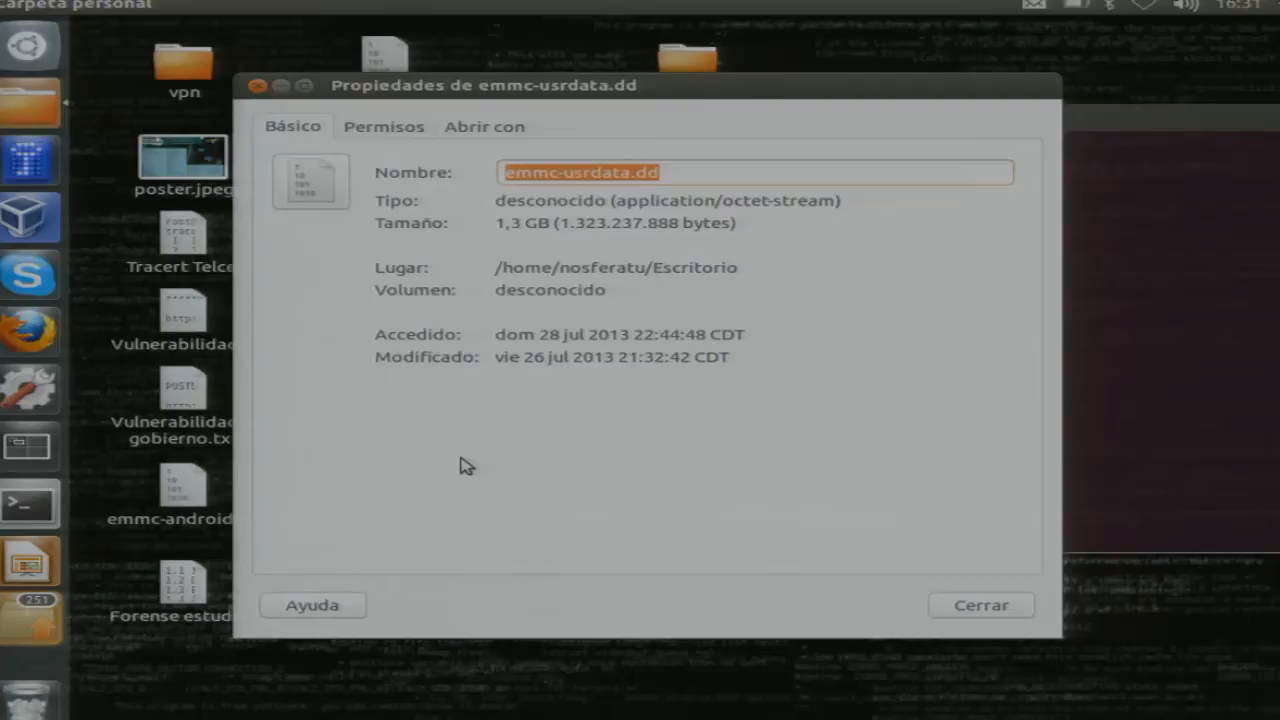 Carpeta personal
16:31
vpn
Propiedades de emmc-usrdata.dd
Básico
Permisos
Abrir con
Nombre:
emmc-usrdata.dd
Tipo:
desconocido (application/octet-stream)
Tamaño:
1,3 GB (1.323.237.888 bytes)
Lugar:
/home/nosferatu/Escritorio
Volumen:
desconocido
Accedido:
dom 28 jul 2013 22:44:48 CDT
Modificado:
vie 26 jul 2013 21:32:42 CDT
Ayuda
Cerrar
poster.jpeg
Tracert Telce
Vulnerabilidad
Vulnerabilidad
gobierno.tx
emmc-android
Forense estud
251